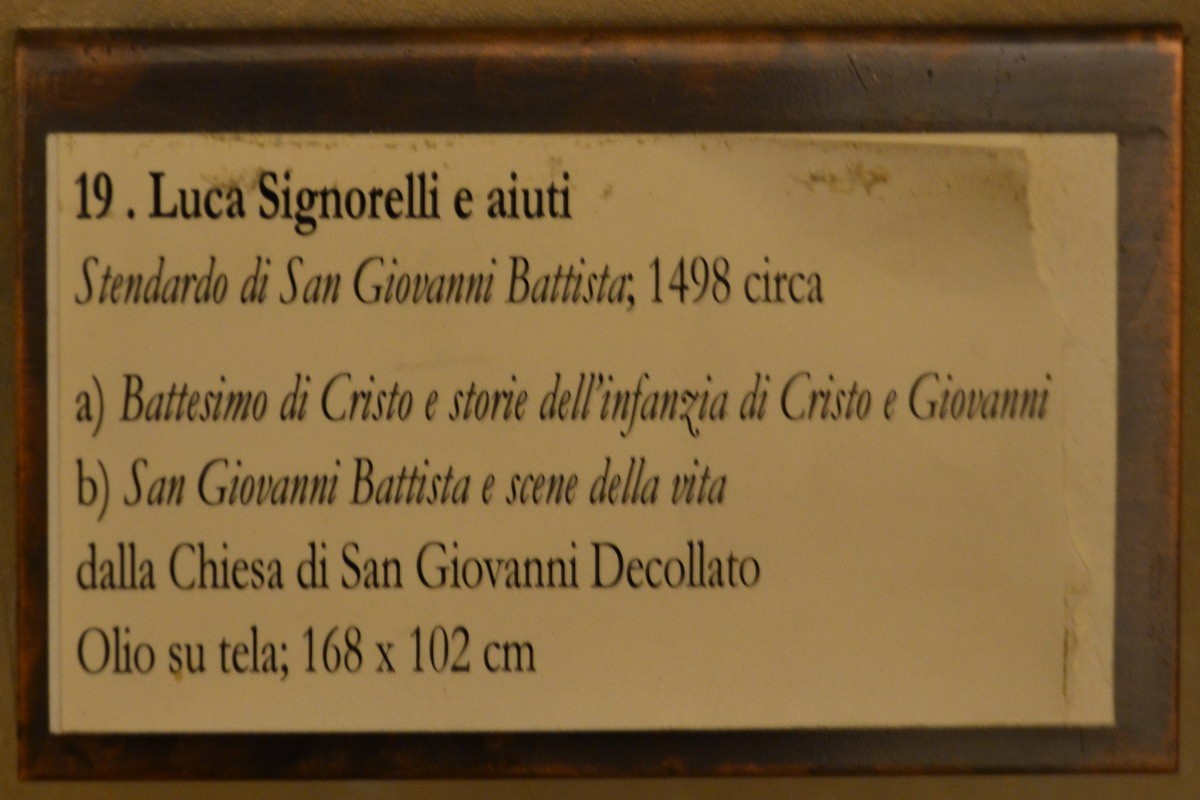 19 . Luca Signorelli e aiuti
Stendardo di San Giovanni Battista; 1498 circa
a) Battesimo di Cristo e storie dell'infanzia di Cristo e Giovanni
b) San Giovanni Battista e scene della vita
dalla Chiesa di San Giovanni Decollato
Olio su tela; 168 x 102 cm